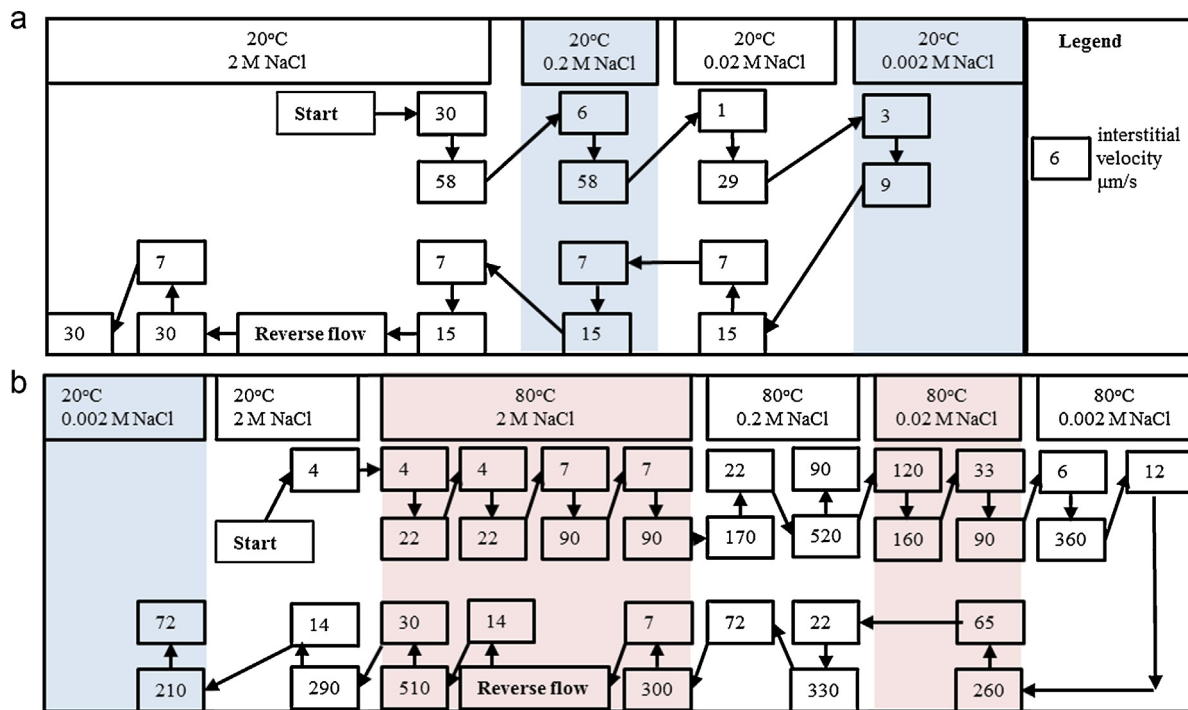 a
20°C
2 M NaCl
20°C
0.2 M NaCl
20°C
0.02 M NaCl
20°C
0.002 M NaCl
Legend
Start
30
6
1
3
6
interstitial
velocity
μm/s
58
58
29
9
7
7
7
7
30
30
Reverse flow
15
15
15
b
20°C
0.002 M NaCl
20°C
2 M NaCl
80°C
2 M NaCl
80°C
0.2 M NaCl
80°C
0.02 M NaCl
80°C
0.002 M NaCl
4
4
4
7
7
22
90
120
33
6
12
Start
22
22
90
90
170
520
160
90
360
72
14
30
14
7
72
22
65
210
290
510
Reverse flow
300
330
260